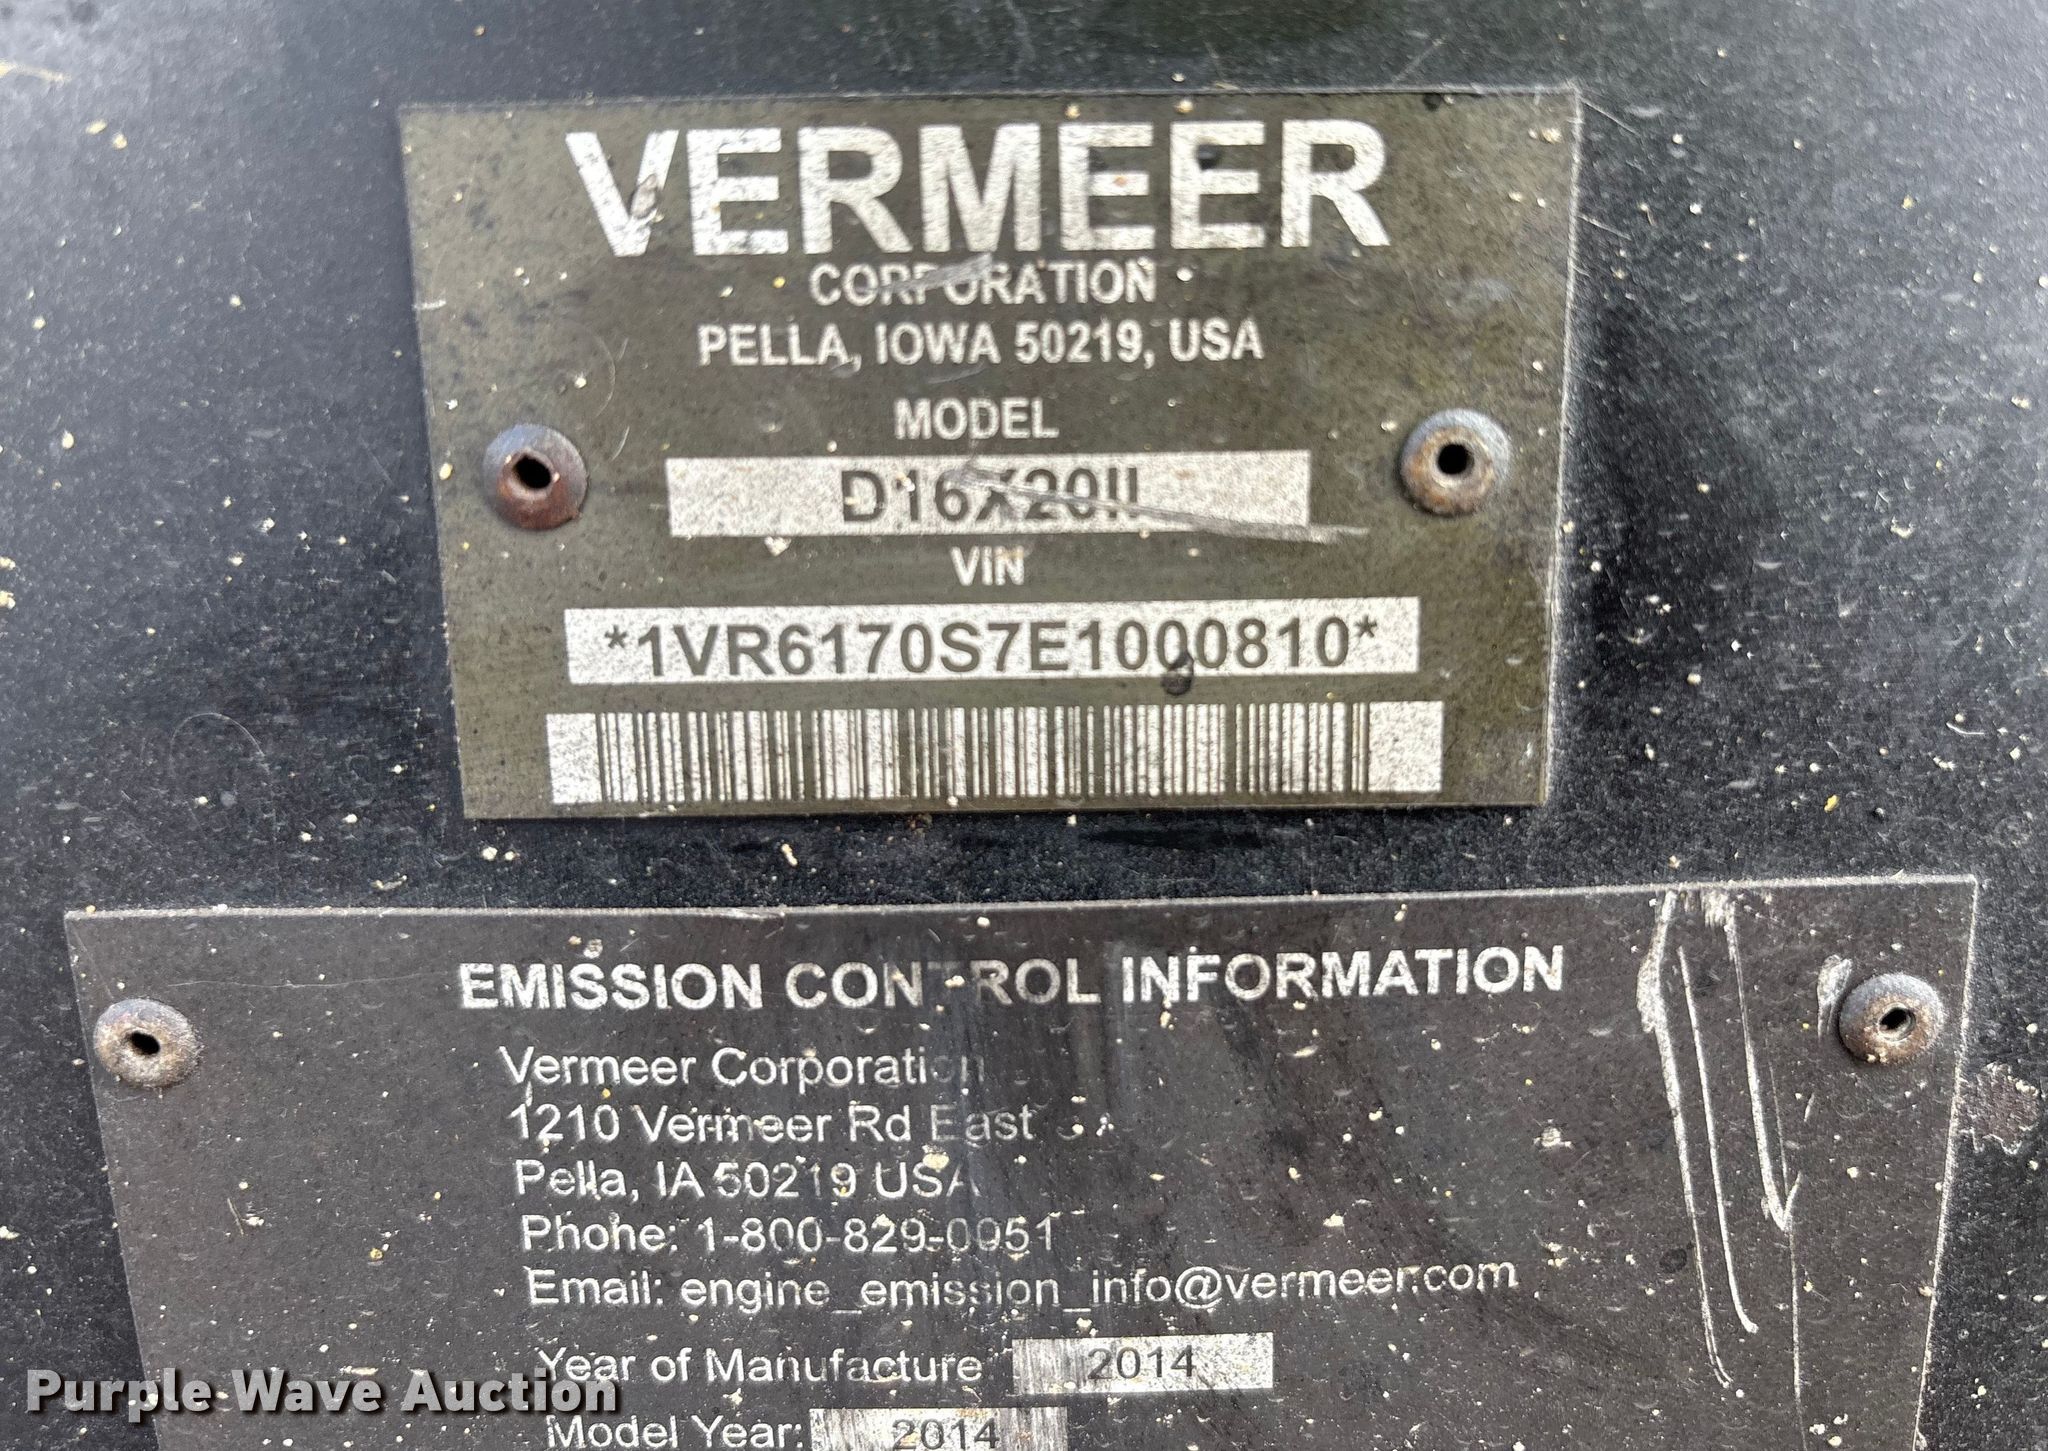 VERMEER
CORPORATION
PELLA, IOWA 50219, USA
MODEL
D16X20II
VIN
*1VR6170S7E1000810*
EMISSION CONTROL INFORMATION
Vermeer Corporation
1210 Vermeer Rd East
Pella, IA 50219 USA
Phone: 1-800-829-0051
Email: engine_emission_info@vermeer.com
Year of Manufacture 2014
Model Year: 2014
Purple Wave Auction